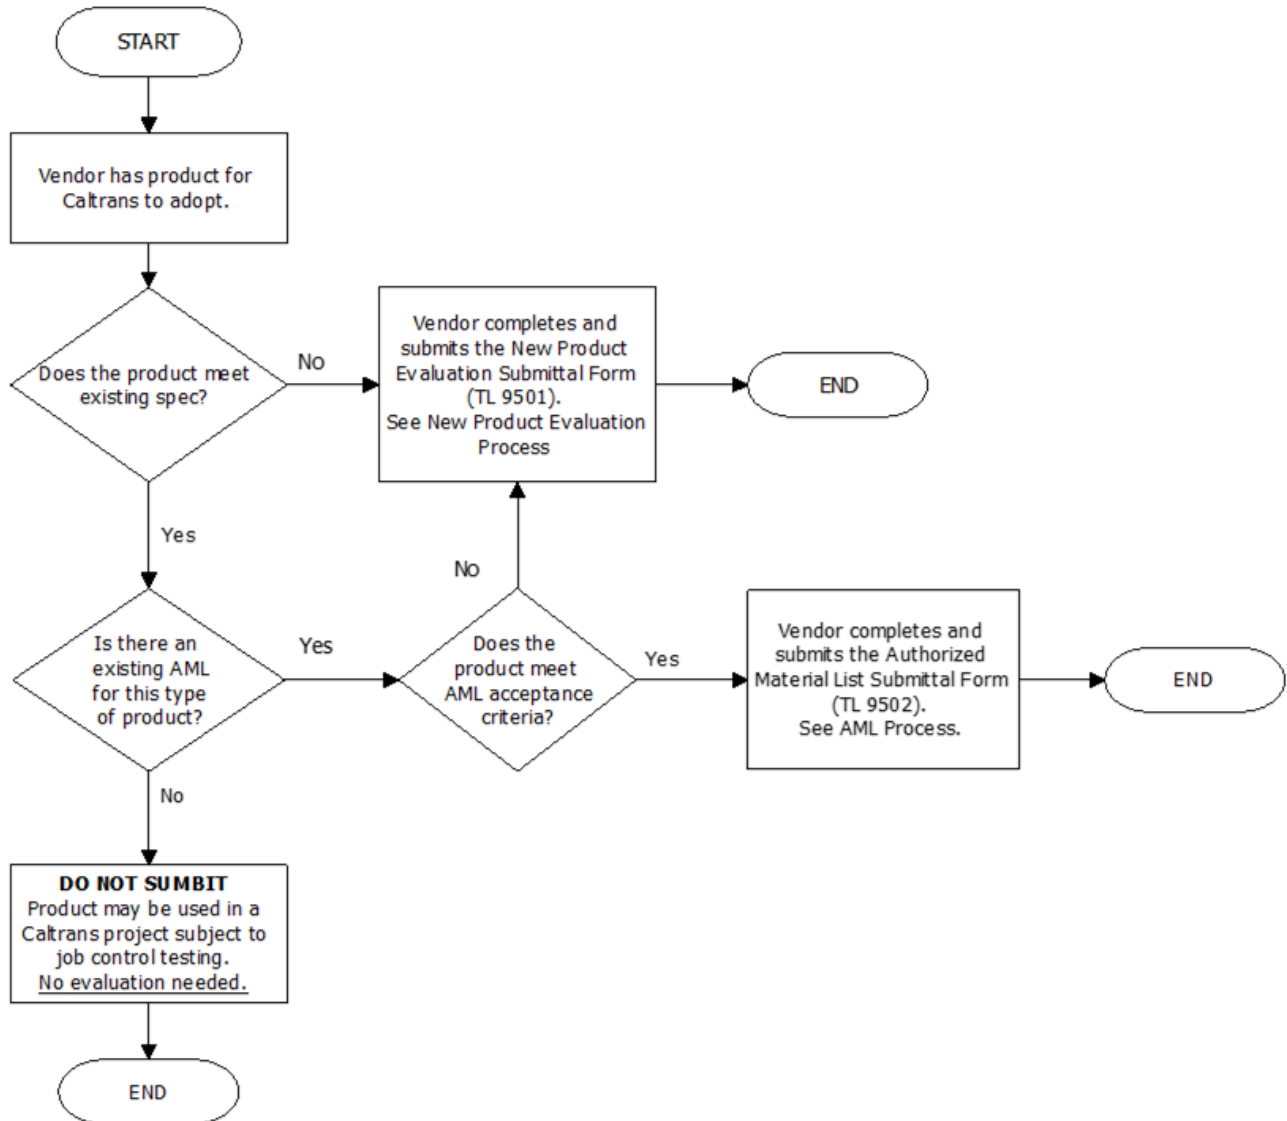 START
Vendor has product for
Caltrans to adopt.
Does the product meet
existing spec?
No
Vendor completes and
submits the New Product
Evaluation Submittal Form
(TL 9501).
See New Product Evaluation
Process
END
Yes
Is there an
existing AML
for this type
of product?
Yes
Does the
product meet
AML acceptance
criteria?
No
Yes
Vendor completes and
submits the Authorized
Material List Submittal Form
(TL 9502).
See AML Process.
END
No
DO NOT SUMBIT
Product may be used in a
Caltrans project subject to
job control testing.
No evaluation needed.
END